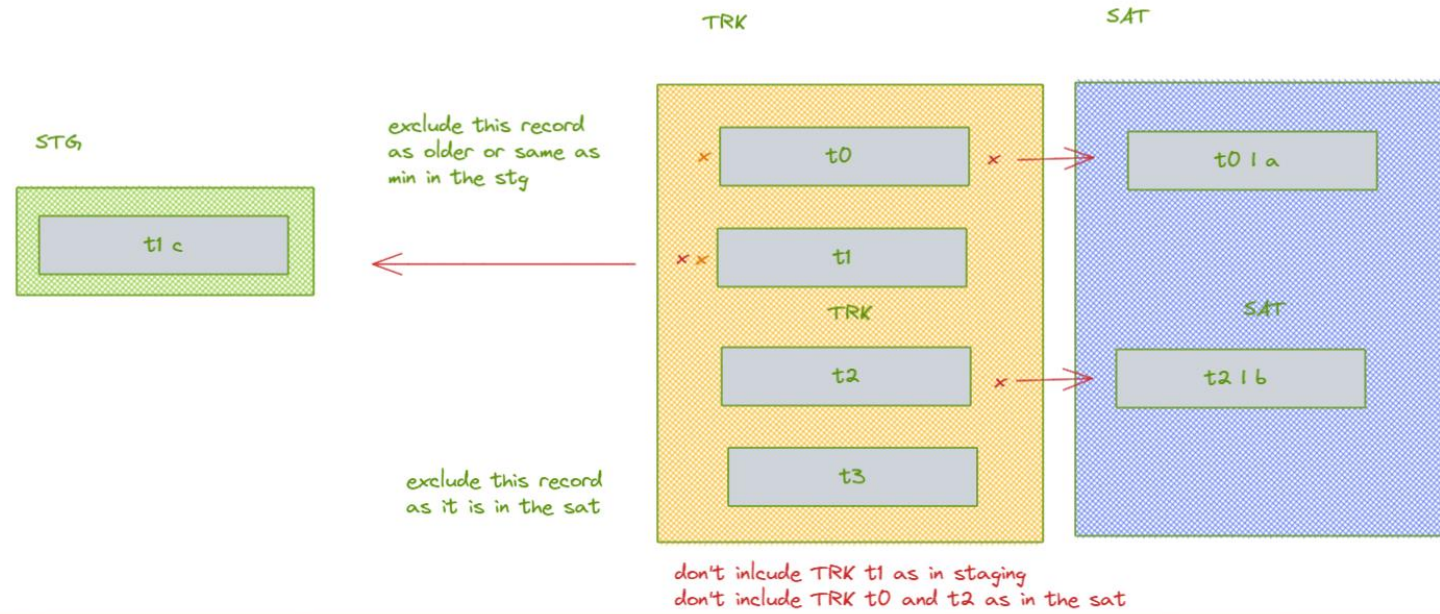 TRK
SAT
STG
exclude this record
as older or same as
min in the stg
x
t0
x
t0 | a
t1 c
x x
t1
TRK
SAT
t2
x
t2 | b
t3
exclude this record
as it is in the sat
don't inlcude TRK t1 as in staging
don't include TRK t0 and t2 as in the sat